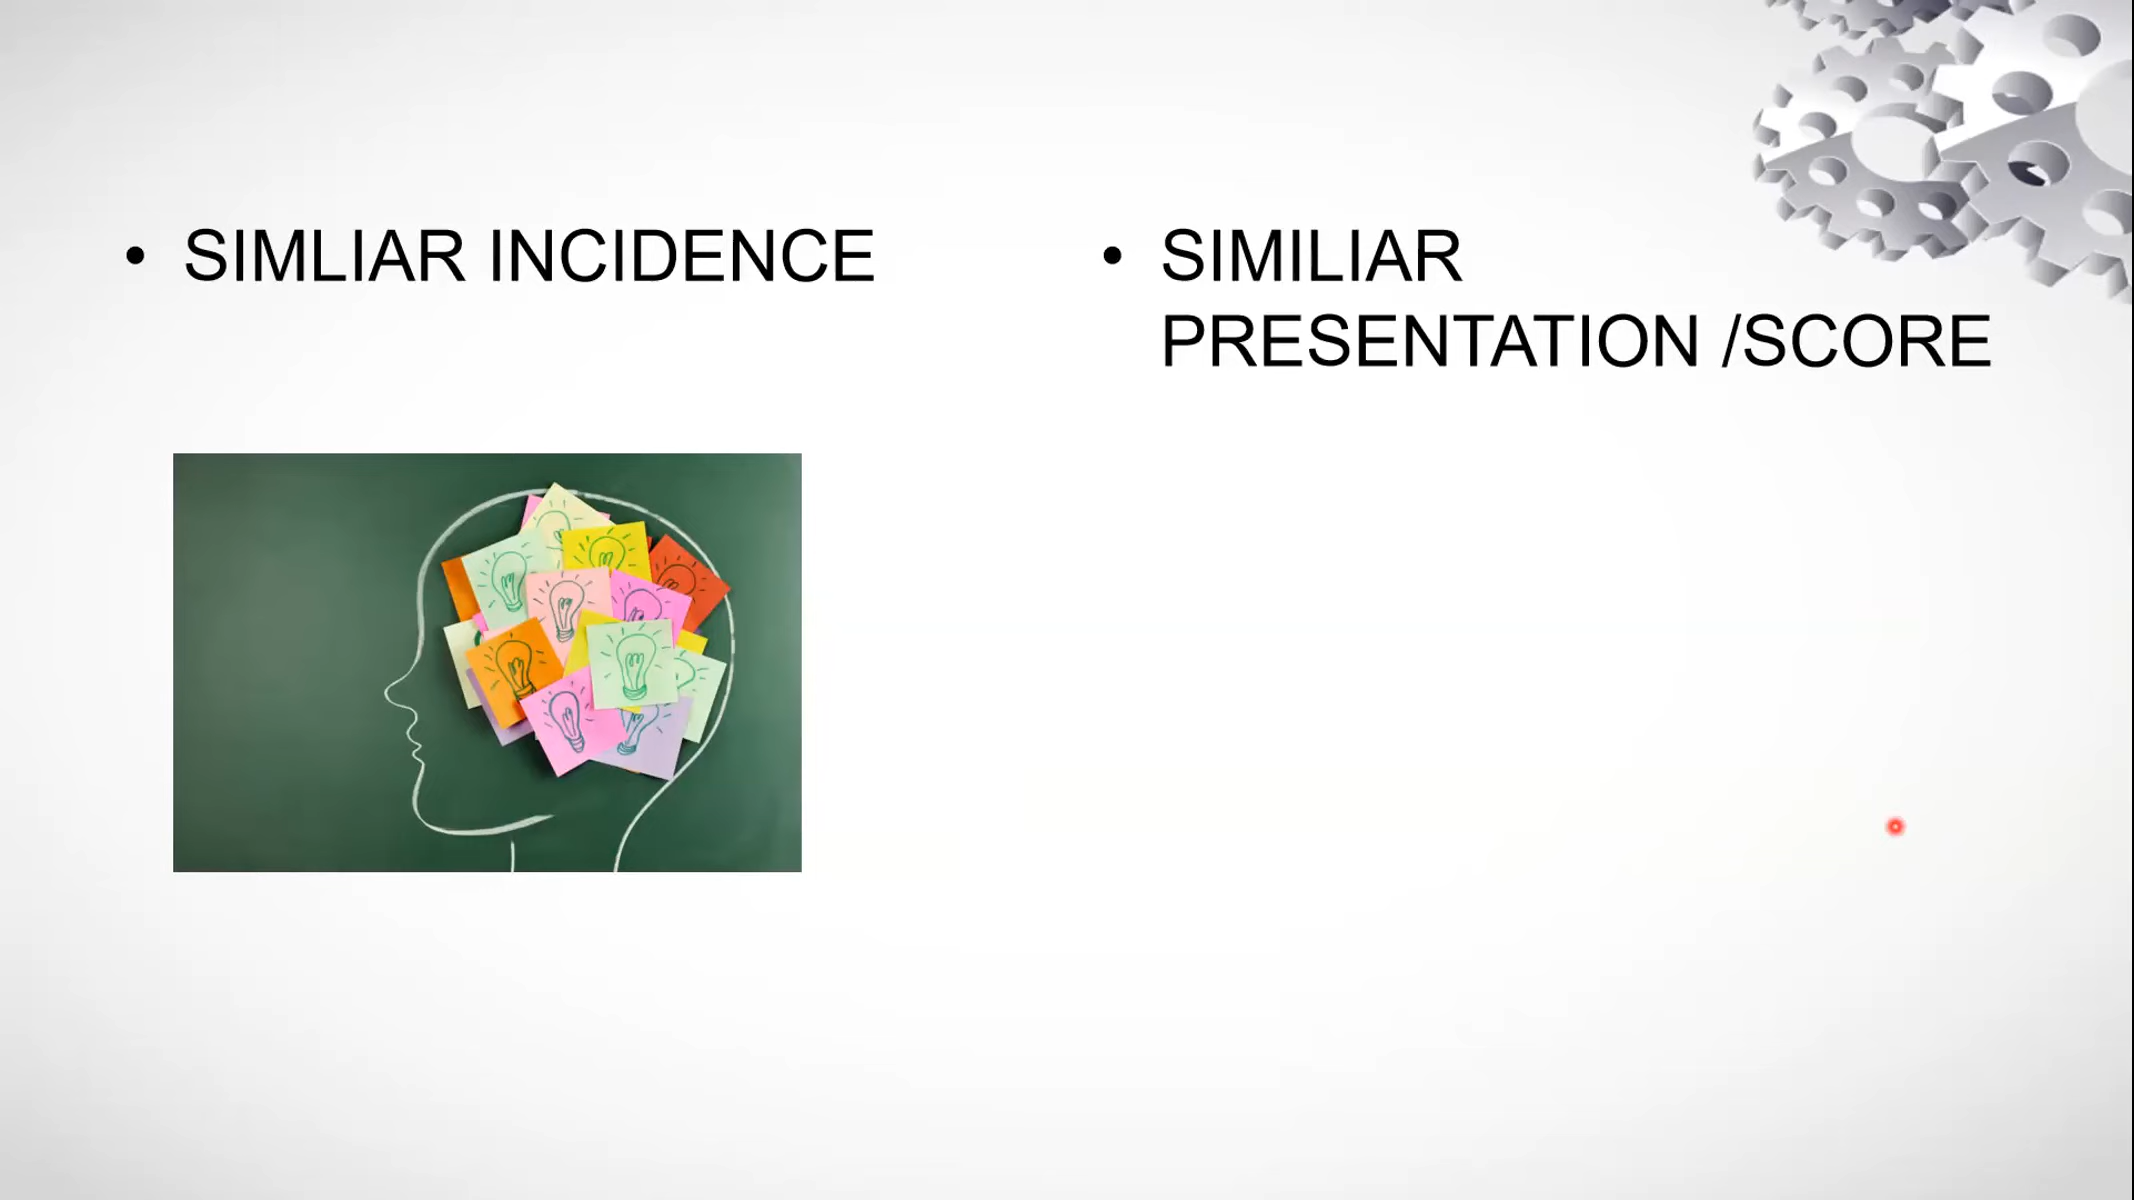 • SIMLIAR INCIDENCE
• SIMILIAR
PRESENTATION /SCORE